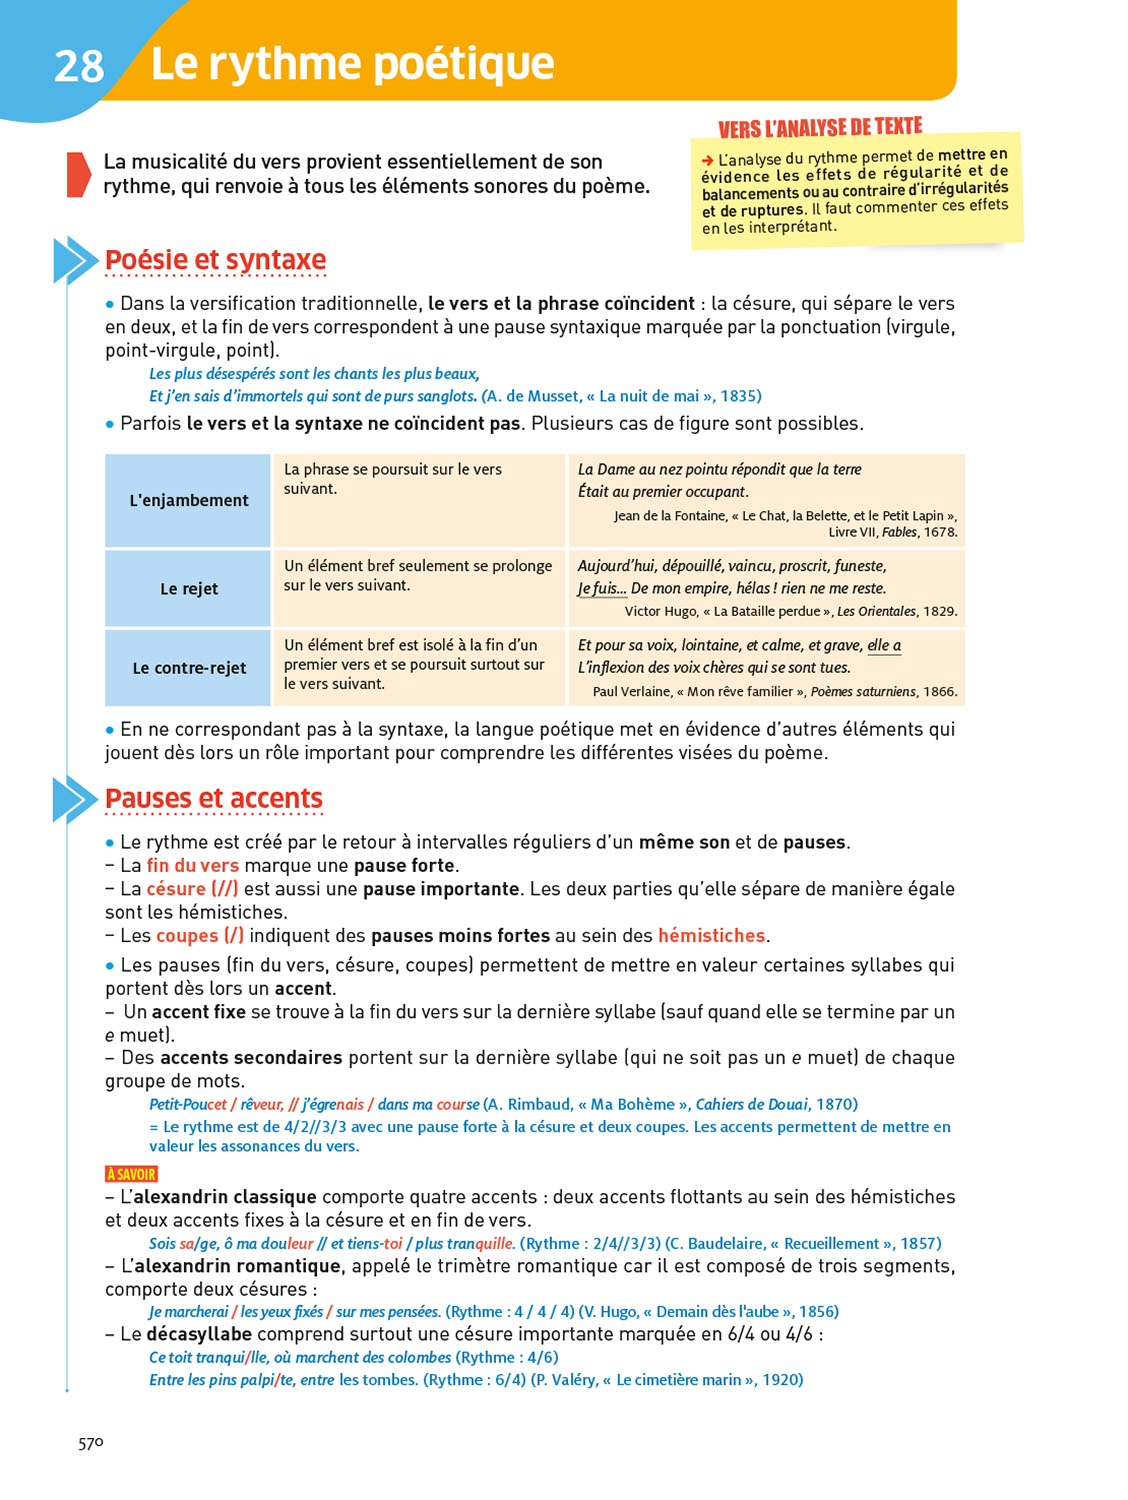 28
Le rythme poétique
La musicalité du vers provient essentiellement de son
rythme, qui renvoie à tous les éléments sonores du poème.
VERS L'ANALYSE DE TEXTE
➔ L'analyse du rythme permet de mettre en
évidence les effets de régularité et de
balancements ou au contraire d'irrégularités
et de ruptures. Il faut commenter ces effets
en les interprétant.
Poésie et syntaxe
• Dans la versification traditionnelle, le vers et la phrase coïncident : la césure, qui sépare le vers
en deux, et la fin de vers correspondent à une pause syntaxique marquée par la ponctuation (virgule,
point-virgule, point).
Les plus désespérés sont les chants les plus beaux,
Et j'en sais d'immortels qui sont de purs sanglots. (A. de Musset, « La nuit de mai », 1835)
• Parfois le vers et la syntaxe ne coïncident pas. Plusieurs cas de figure sont possibles.
L'enjambement
La phrase se poursuit sur le vers
suivant.
La Dame au nez pointu répondit que la terre
Était au premier occupant.
Jean de la Fontaine, « Le Chat, la Belette, et le Petit Lapin »,
Livre VII, Fables, 1678.
Le rejet
Un élément bref seulement se prolonge
sur le vers suivant.
Aujourd'hui, dépouillé, vaincu, proscrit, funeste,
Je fuis... De mon empire, hélas ! rien ne me reste.
Victor Hugo, « La Bataille perdue », Les Orientales, 1829.
Le contre-rejet
Un élément bref est isolé à la fin d'un
premier vers et se poursuit surtout sur
le vers suivant.
Et pour sa voix, lointaine, et calme, et grave, elle a
L'inflexion des voix chères qui se sont tues.
Paul Verlaine, « Mon rêve familier », Poèmes saturniens, 1866.
• En ne correspondant pas à la syntaxe, la langue poétique met en évidence d'autres éléments qui
jouent dès lors un rôle important pour comprendre les différentes visées du poème.
Pauses et accents
• Le rythme est créé par le retour à intervalles réguliers d'un même son et de pauses.
– La fin du vers marque une pause forte.
– La césure (//) est aussi une pause importante. Les deux parties qu'elle sépare de manière égale
sont les hémistiches.
– Les coupes (/) indiquent des pauses moins fortes au sein des hémistiches.
• Les pauses (fin du vers, césure, coupes) permettent de mettre en valeur certaines syllabes qui
portent dès lors un accent.
– Un accent fixe se trouve à la fin du vers sur la dernière syllabe (sauf quand elle se termine par un
e muet).
– Des accents secondaires portent sur la dernière syllabe (qui ne soit pas un e muet) de chaque
groupe de mots.
Petit-Poucet / rêveur, // j'égrenais / dans ma course (A. Rimbaud, « Ma Bohème », Cahiers de Douai, 1870)
= Le rythme est de 4/2//3/3 avec une pause forte à la césure et deux coupes. Les accents permettent de mettre en
valeur les assonances du vers.
À SAVOIR
– L'alexandrin classique comporte quatre accents : deux accents flottants au sein des hémistiches
et deux accents fixes à la césure et en fin de vers.
Sois sa/ge, ô ma douleur // et tiens-toi / plus tranquille. (Rythme : 2/4//3/3) (C. Baudelaire, « Recueillement », 1857)
– L'alexandrin romantique, appelé le trimètre romantique car il est composé de trois segments,
comporte deux césures :
Je marcherai / les yeux fixés / sur mes pensées. (Rythme : 4 / 4 / 4) (V. Hugo, « Demain dès l'aube », 1856)
– Le décasyllabe comprend surtout une césure importante marquée en 6/4 ou 4/6 :
Ce toit tranqui/lle, où marchent des colombes (Rythme : 4/6)
Entre les pins palpi/te, entre les tombes. (Rythme : 6/4) (P. Valéry, « Le cimetière marin », 1920)
570